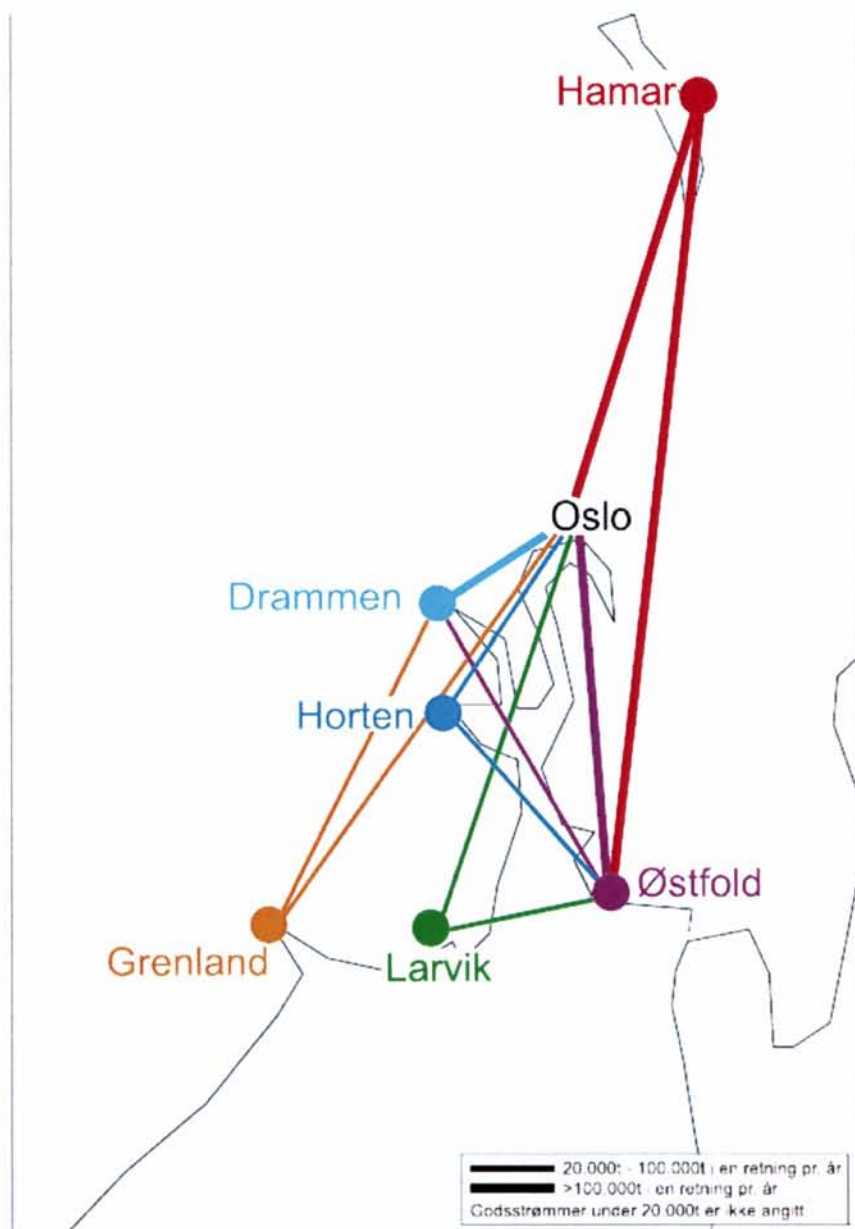 Hamar
Oslo
Drammen
Horten
Østfold
Grenland
Larvik
20.000t - 100.000t i en retning pr. år
>100.000t i en retning pr. år
Godsstrømmer under 20 000t er ikke angitt